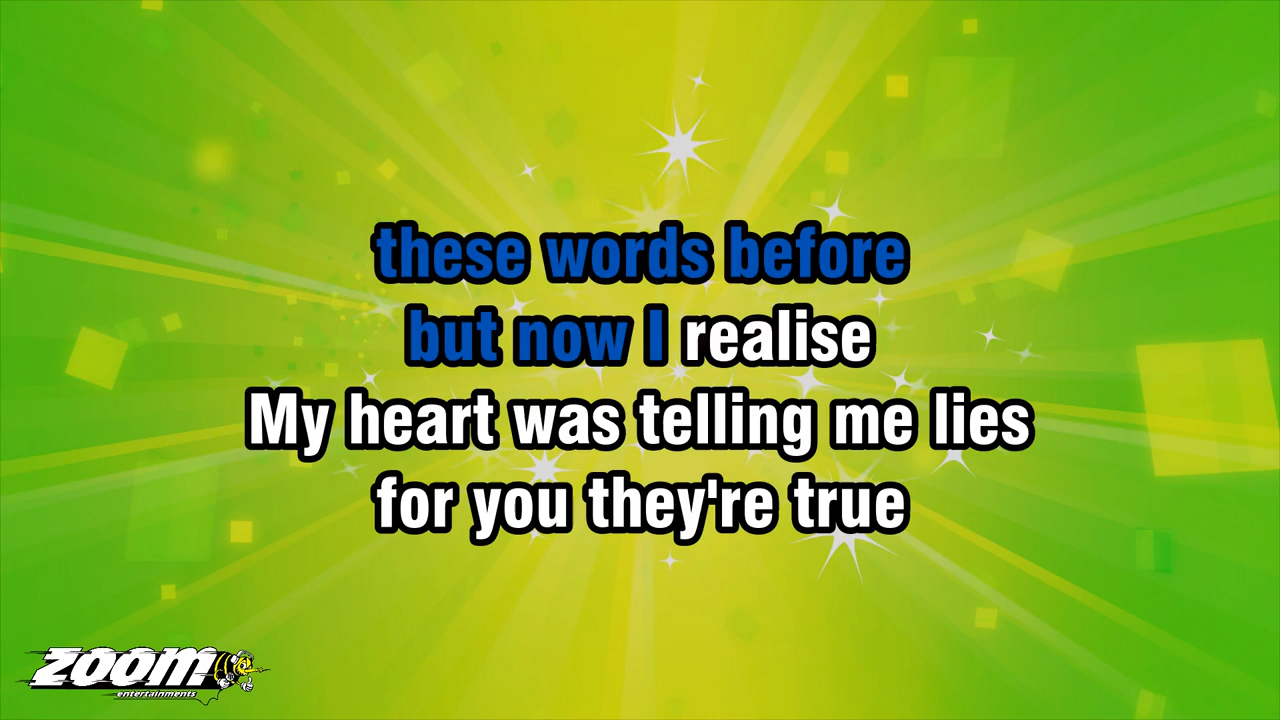 these words before
but now I realise
My heart was telling me lies
for you they're true
zoom
entertainments